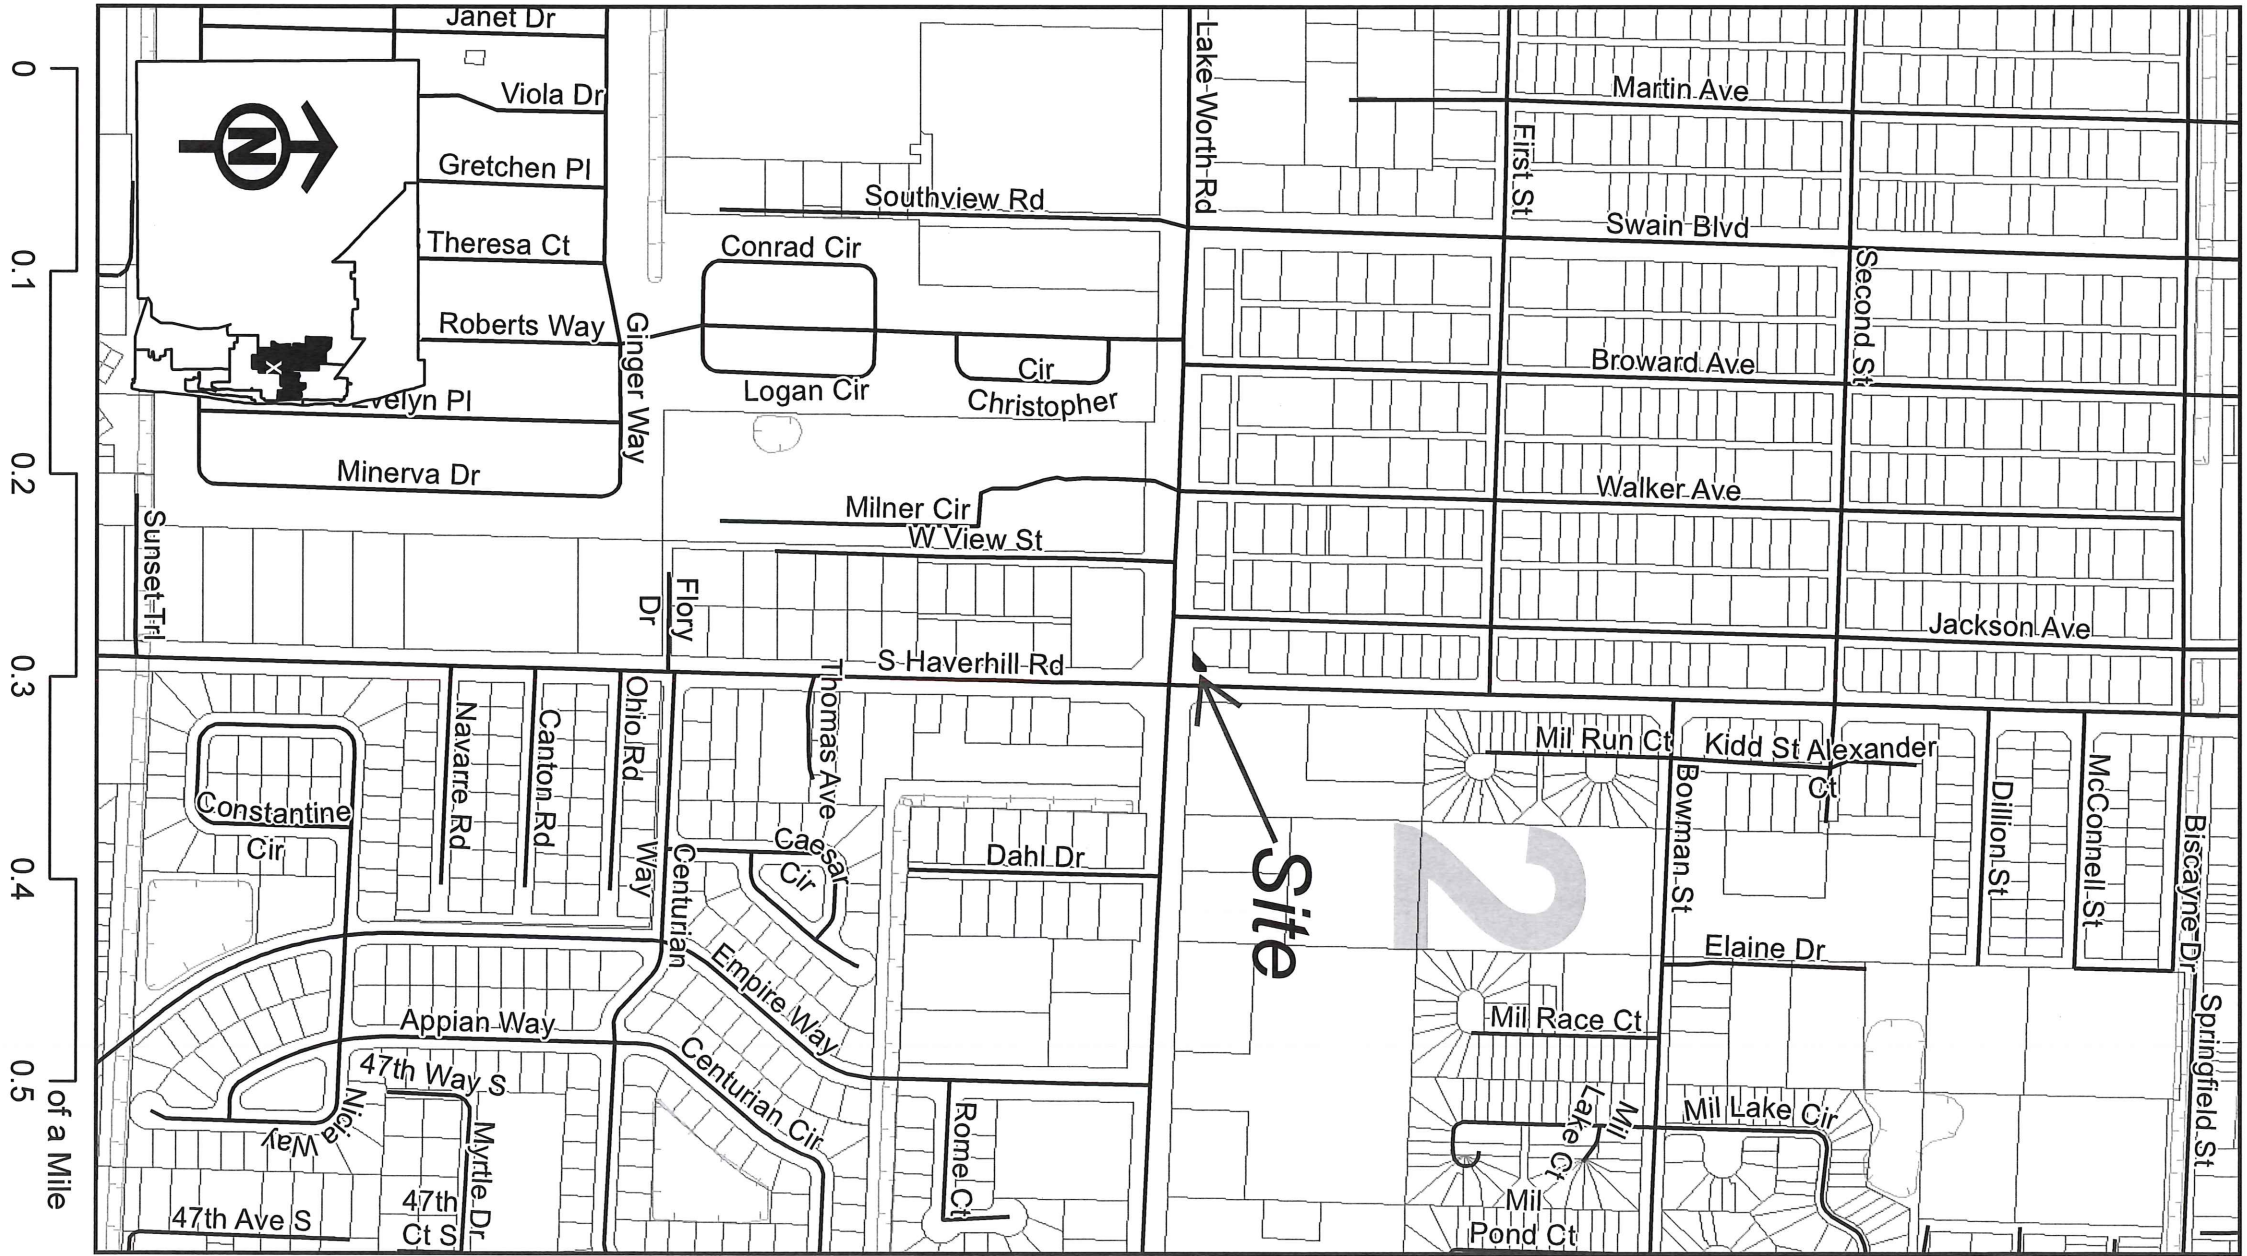 Janet Dr
Viola Dr
Gretchen Pl
Theresa Ct
Roberts Way
Evelyn Pl
Minerva Dr
Ginger Way
N
x
0
0.1
0.2
0.3
0.4
0.5
of a Mile
Southview Rd
Conrad Cir
Logan Cir
Cir
Christopher
Milner Cir
W View St
Flory
Dr
S Haverhill Rd
Sunset Trl
Lake Worth Rd
Martin Ave
First St
Swain Blvd
Second St
Broward Ave
Walker Ave
Jackson Ave
Thomas Ave
Ohio Rd
Canton Rd
Navarre Rd
Constantine
Cir
Way
Centurian
Caesar
Cir
Dahl Dr
Empire Way
Appian Way
Centurian Cir
47th Way S
Nicia
Way
Myrtle Dr
47th
Ct S
47th Ave S
Rome Ct
Site
2
Mil Run Ct
Kidd St
Alexander
Ct
Bowman St
Dillion St
McConnell St
Biscayne Dr
Springfield St
Elaine Dr
Mil Race Ct
Mil Lake Cir
Mil
Lake Ct
Mil
Pond Ct